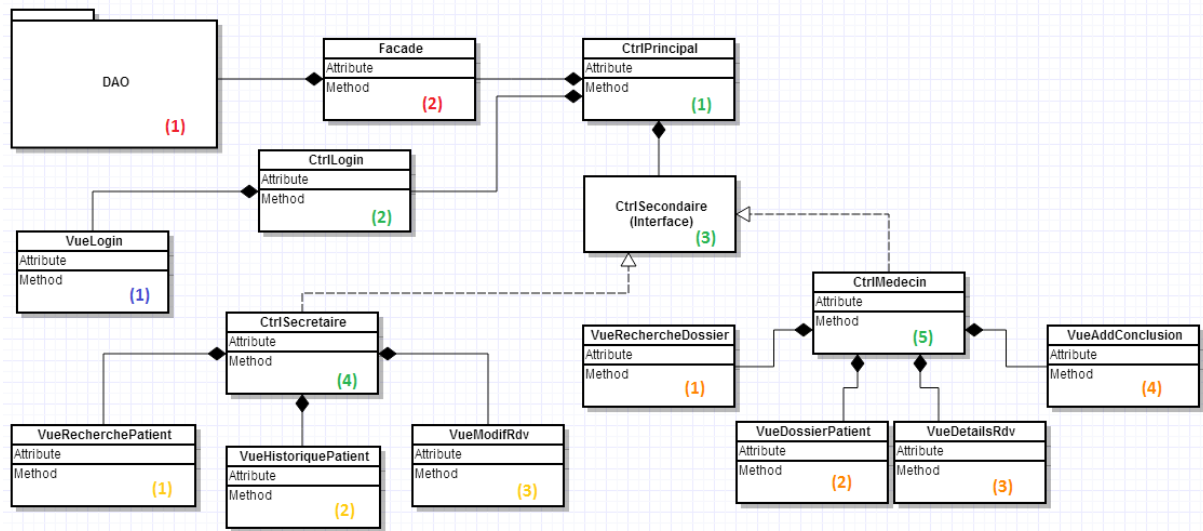 DAO
(1)
Facade
Attribute
Method
(2)
CtrlPrincipal
Attribute
Method
(1)
CtrlLogin
Attribute
Method
(2)
CtrlSecondaire
(Interface)
(3)
VueLogin
Attribute
Method
(1)
CtrlSecretaire
Attribute
Method
(4)
CtrlMedecin
Attribute
Method
(5)
VueRechercheDossier
Attribute
Method
(1)
VueAddConclusion
Attribute
Method
(4)
VueRecherchePatient
Attribute
Method
(1)
VueHistoriquePatient
Attribute
Method
(2)
VueModifRdv
Attribute
Method
(3)
VueDossierPatient
Attribute
Method
(2)
VueDetailsRdv
Attribute
Method
(3)